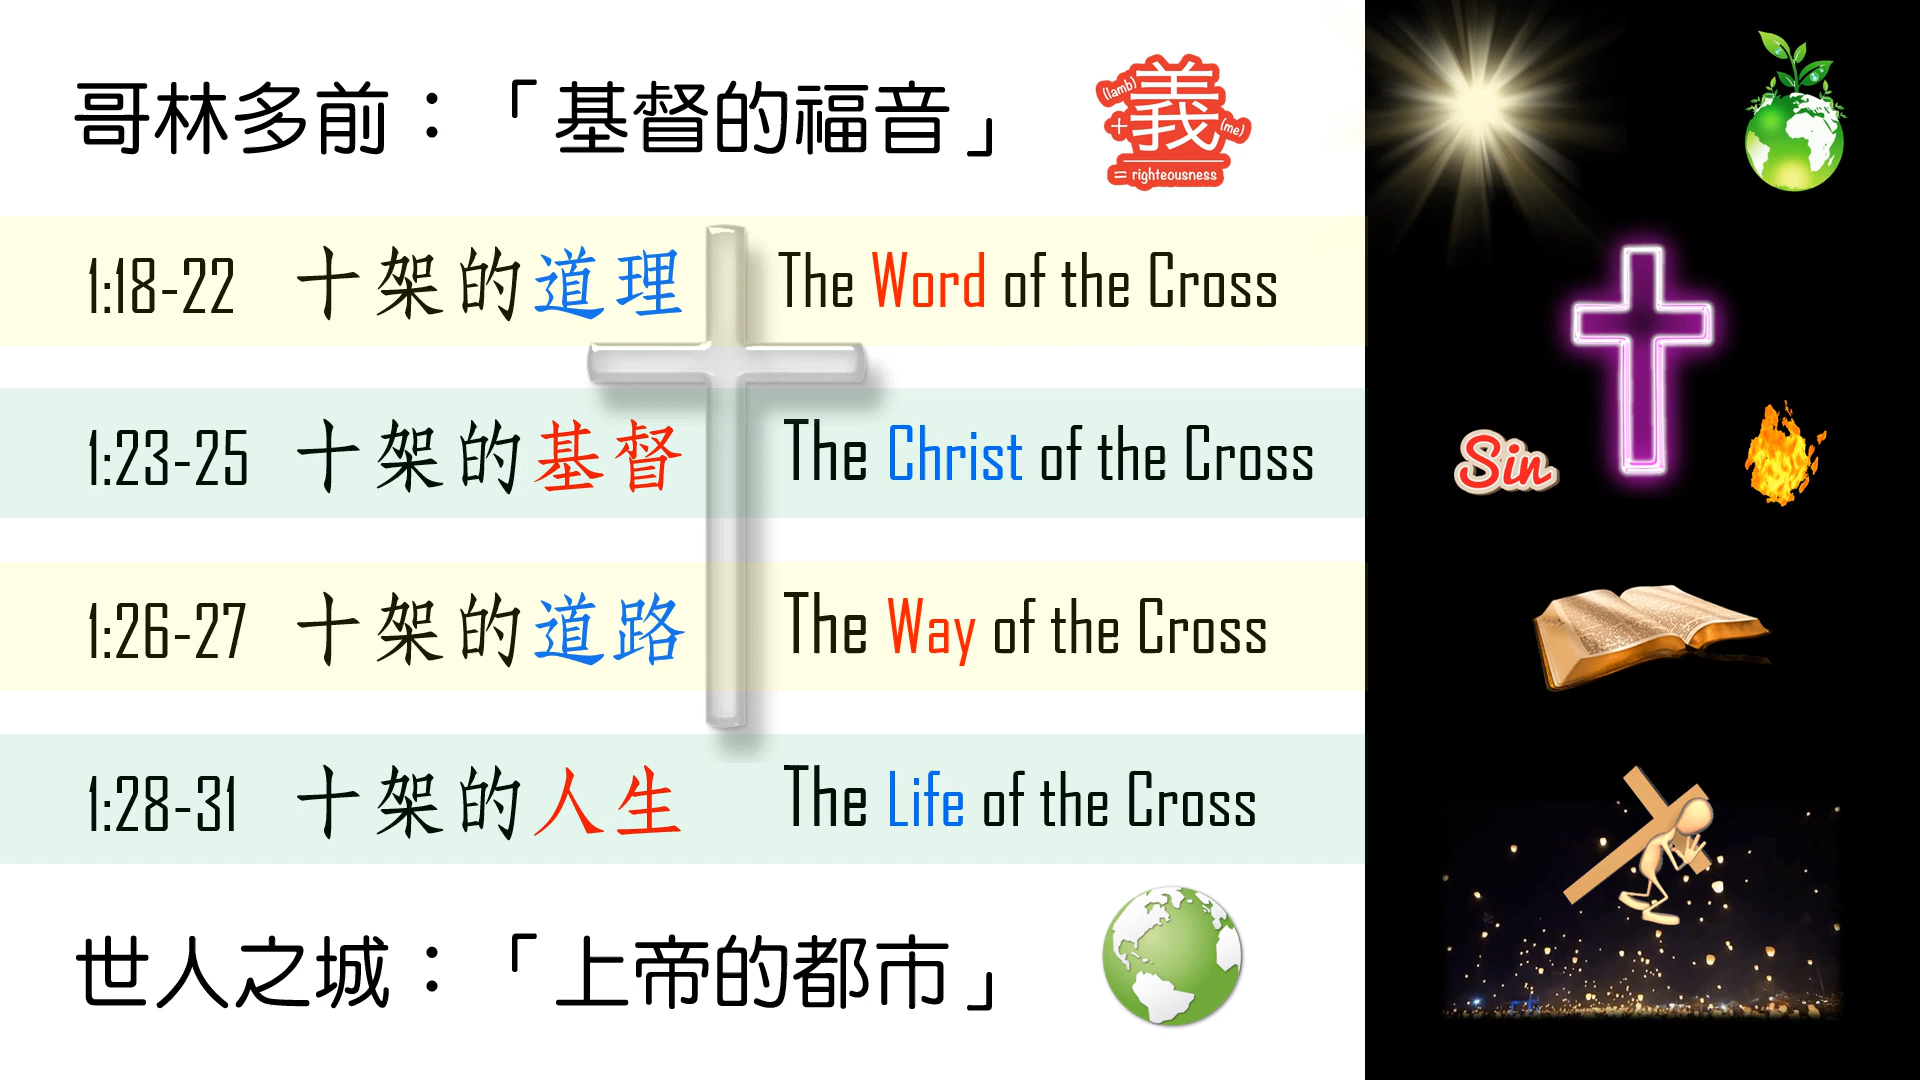 哥林多前：「基督的福音」
(lamb)
義
+
(me)
= righteousness
1:18-22 十架的道理 The Word of the Cross
1:23-25 十架的基督 The Christ of the Cross
Sin
1:26-27 十架的道路 The Way of the Cross
1:28-31 十架的人生 The Life of the Cross
世人之城：「上帝的都市」